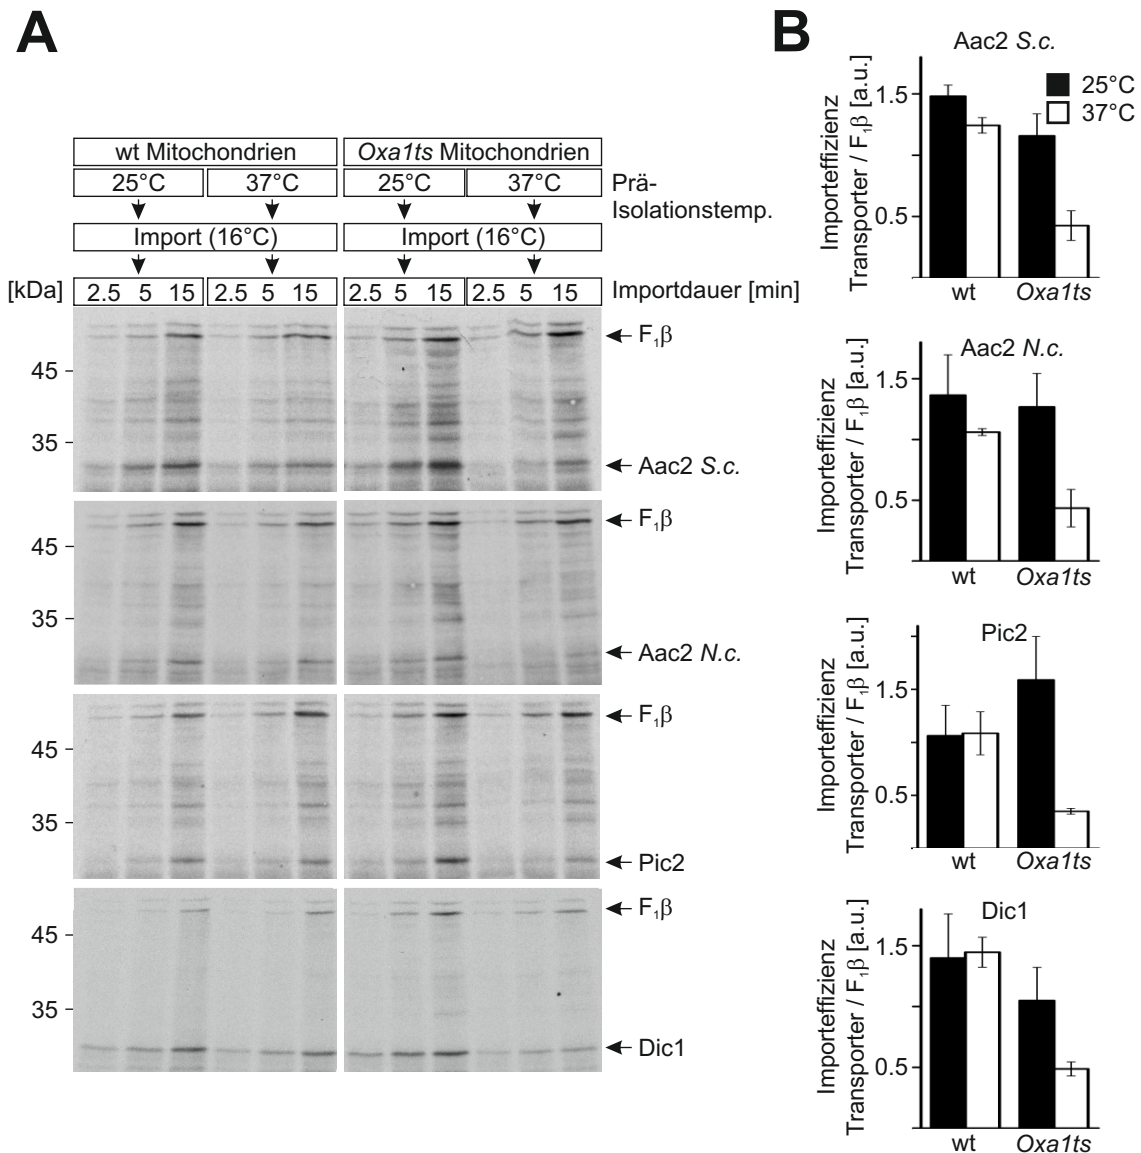 A
wt Mitochondrien
Oxa1ts Mitochondrien
25°C 37°C 25°C 37°C
Prä-
Isolationstemp.
Import (16°C) Import (16°C)
[kDa] 2.5 5 15 2.5 5 15 2.5 5 15 2.5 5 15 Importdauer [min]
F₁β
45
35
Aac2 S.c.
F₁β
45
35
Aac2 N.c.
F₁β
45
35
Pic2
F₁β
45
35
Dic1
B
Aac2 S.c.
25°C
37°C
Importeffizienz
Transporter / F₁β [a.u.]
1.5
0.5
wt Oxa1ts
Aac2 N.c.
Importeffizienz
Transporter / F₁β [a.u.]
1.5
0.5
wt Oxa1ts
Pic2
Importeffizienz
Transporter / F₁β [a.u.]
1.5
0.5
wt Oxa1ts
Dic1
Importeffizienz
Transporter / F₁β [a.u.]
1.5
0.5
wt Oxa1ts